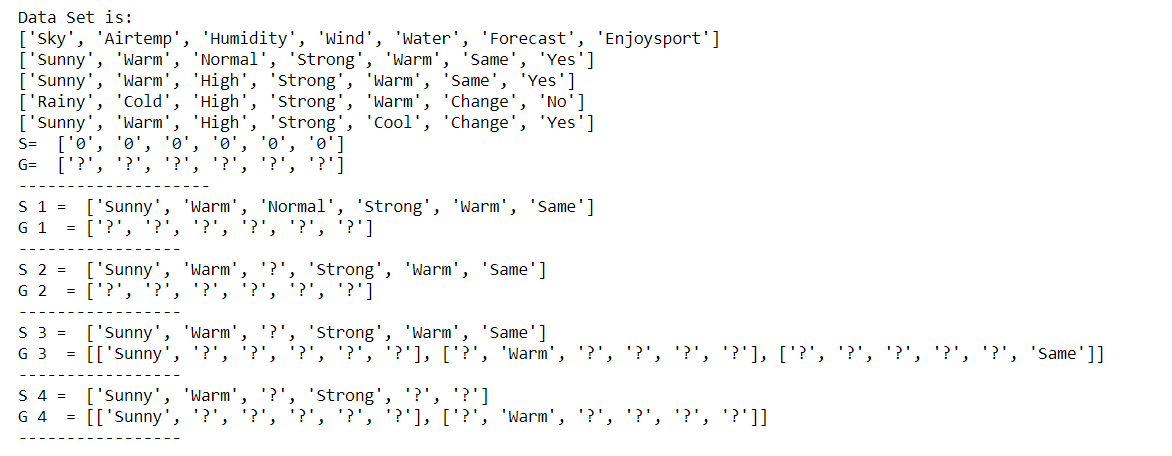 Data Set is:
['Sky', 'Airtemp', 'Humidity', 'Wind', 'Water', 'Forecast', 'Enjoysport']
['Sunny', 'Warm', 'Normal', 'Strong', 'Warm', 'Same', 'Yes']
['Sunny', 'Warm', 'High', 'Strong', 'Warm', 'Same', 'Yes']
['Rainy', 'Cold', 'High', 'Strong', 'Warm', 'Change', 'No']
['Sunny', 'Warm', 'High', 'Strong', 'Cool', 'Change', 'Yes']
S=  ['0', '0', '0', '0', '0', '0']
G=  ['?', '?', '?', '?', '?', '?']
--------------------
S 1 =  ['Sunny', 'Warm', 'Normal', 'Strong', 'Warm', 'Same']
G 1  = ['?', '?', '?', '?', '?', '?']
-----------------
S 2 =  ['Sunny', 'Warm', '?', 'Strong', 'Warm', 'Same']
G 2  = ['?', '?', '?', '?', '?', '?']
-----------------
S 3 =  ['Sunny', 'Warm', '?', 'Strong', 'Warm', 'Same']
G 3  = [['Sunny', '?', '?', '?', '?', '?'], ['?', 'Warm', '?', '?', '?', '?'], ['?', '?', '?', '?', '?', 'Same']]
-----------------
S 4 =  ['Sunny', 'Warm', '?', 'Strong', '?', '?']
G 4  = [['Sunny', '?', '?', '?', '?', '?'], ['?', 'Warm', '?', '?', '?', '?']]
-----------------